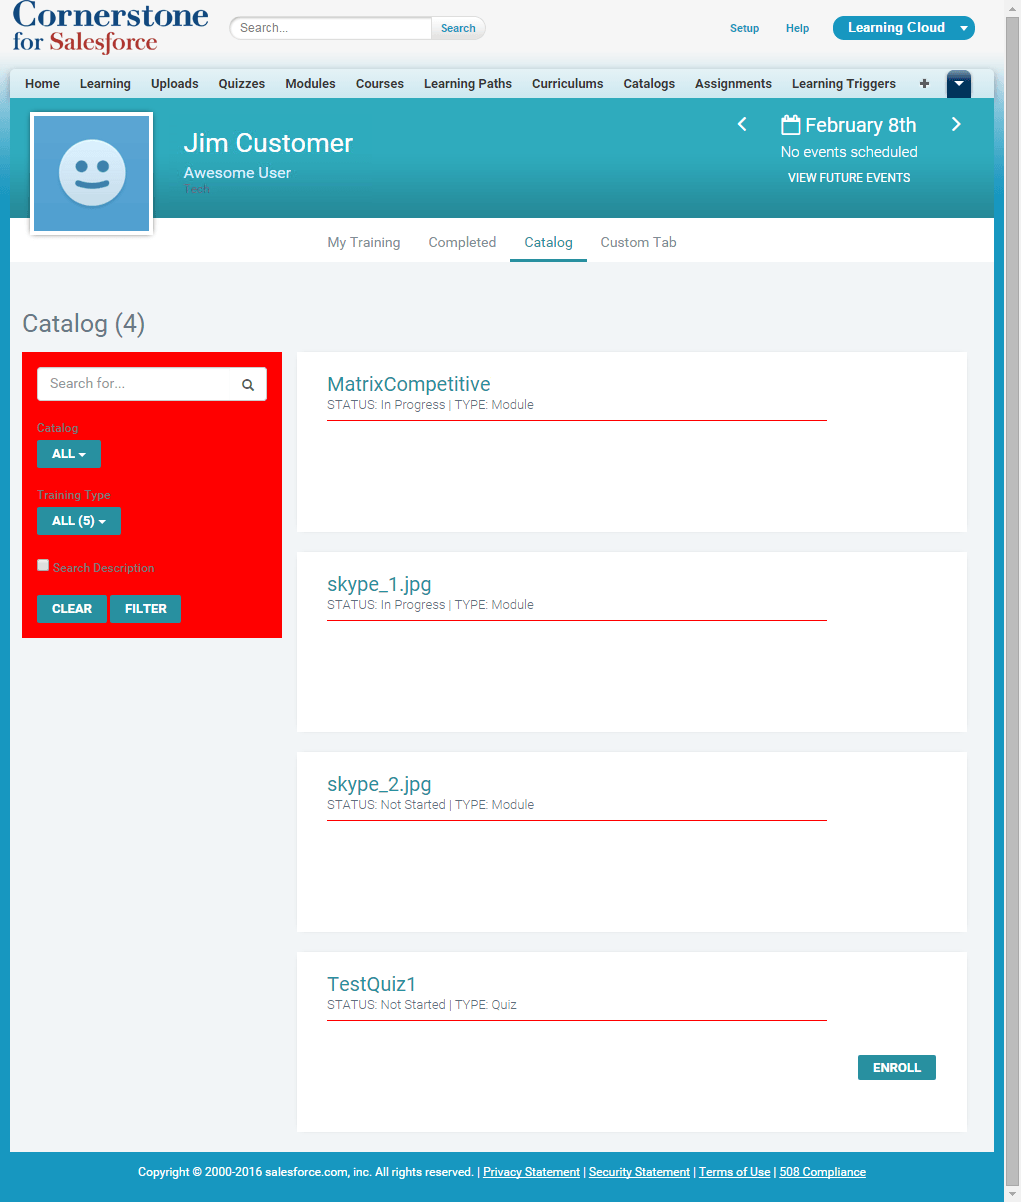 Cornerstone
for Salesforce
Search...
Search
Setup
Help
Learning Cloud
Home Learning Uploads Quizzes Modules Courses Learning Paths Curriculums Catalogs Assignments Learning Triggers +
Jim Customer
Awesome User
Tech
February 8th
No events scheduled
VIEW FUTURE EVENTS
My Training Completed Catalog Custom Tab
Catalog (4)
Search for...
Catalog
ALL
Training Type
ALL (5)
Search Description
CLEAR FILTER
MatrixCompetitive
STATUS: In Progress | TYPE: Module
skype_1.jpg
STATUS: In Progress | TYPE: Module
skype_2.jpg
STATUS: Not Started | TYPE: Module
TestQuiz1
STATUS: Not Started | TYPE: Quiz
ENROLL
Copyright © 2000-2016 salesforce.com, inc. All rights reserved. | Privacy Statement | Security Statement | Terms of Use | 508 Compliance